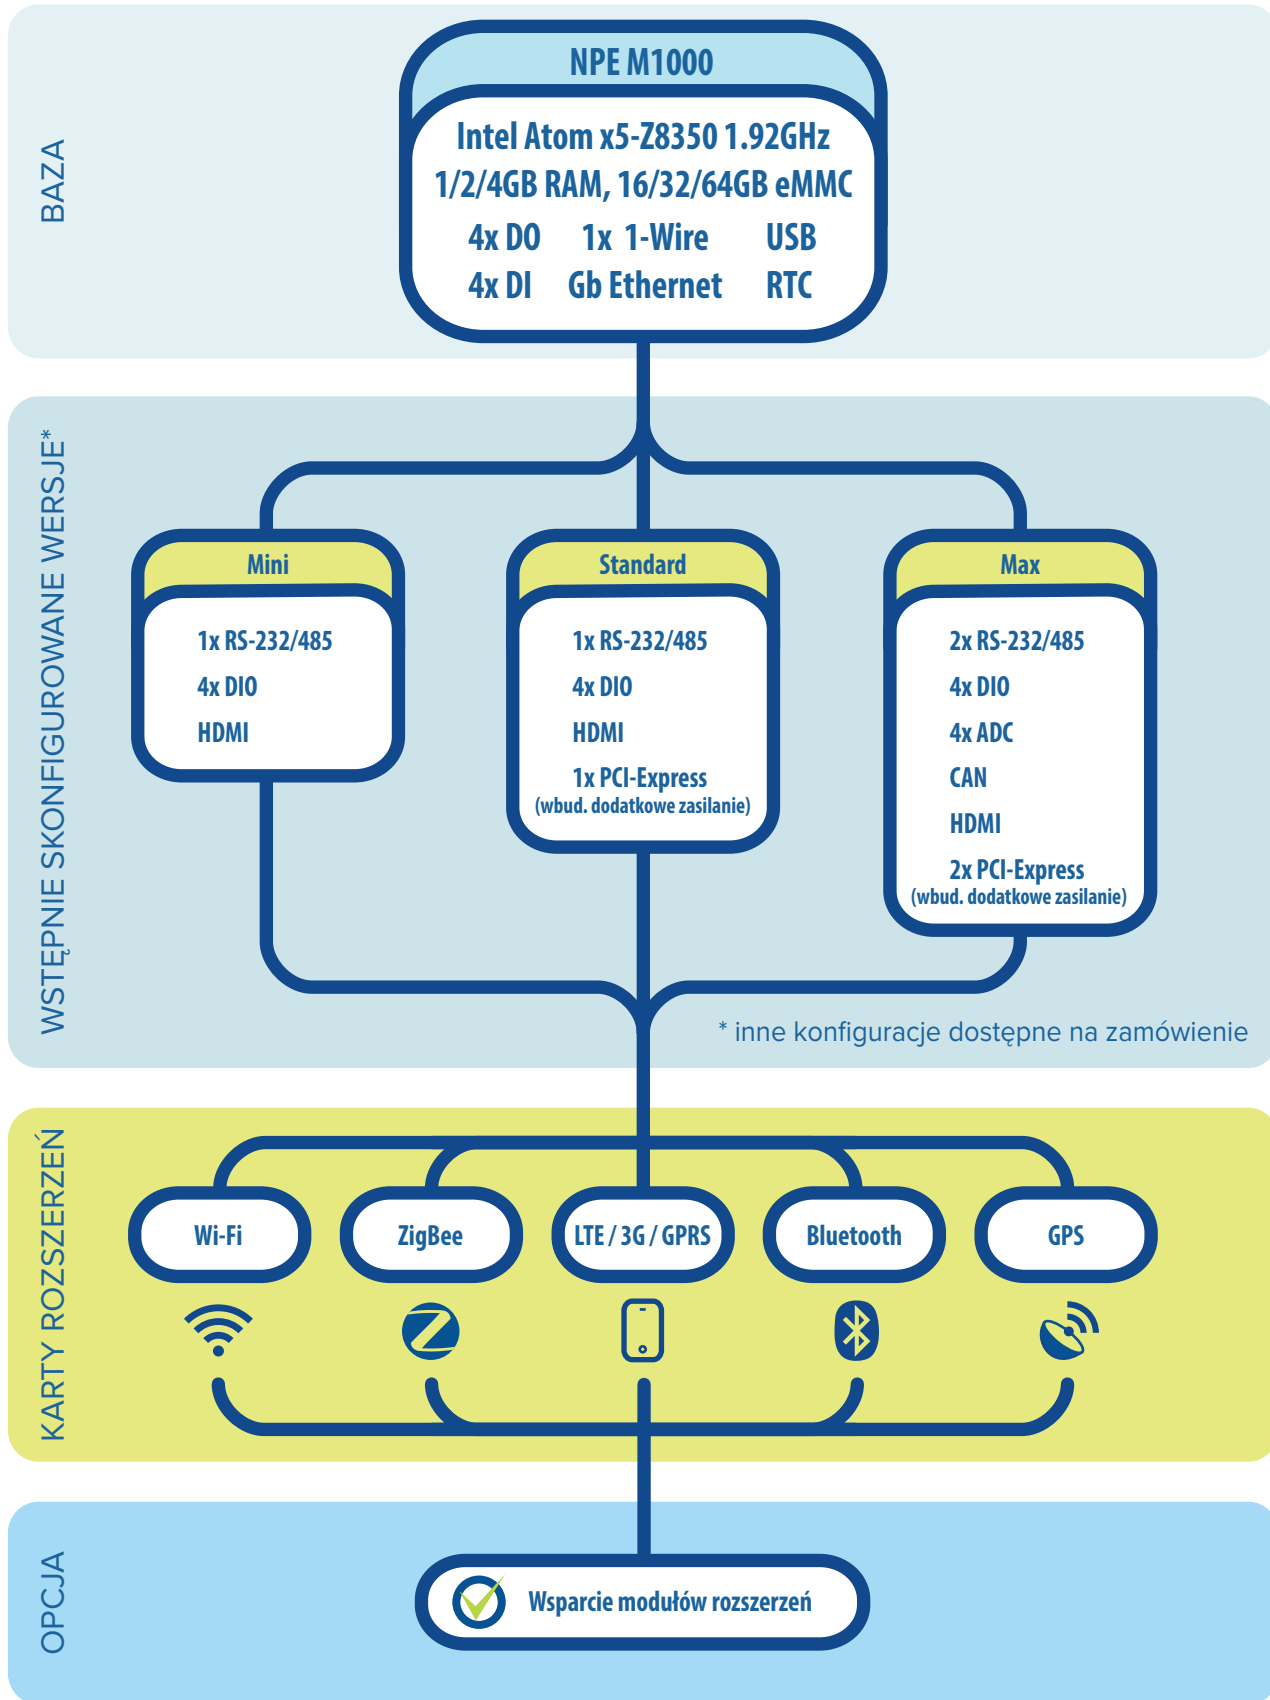 BAZA
NPE M1000
Intel Atom x5-Z8350 1.92GHz
1/2/4GB RAM, 16/32/64GB eMMC
4x DO 1x 1-Wire USB
4x DI Gb Ethernet RTC
WSTĘPNIE SKONFIGUROWANE WERSJE*
Mini
1x RS-232/485
4x DIO
HDMI
Standard
1x RS-232/485
4x DIO
HDMI
1x PCI-Express
(wbud. dodatkowe zasilanie)
Max
2x RS-232/485
4x DIO
4x ADC
CAN
HDMI
2x PCI-Express
(wbud. dodatkowe zasilanie)
* inne konfiguracje dostępne na zamówienie
KARTY ROZSZERZEŃ
Wi-Fi
ZigBee
LTE / 3G / GPRS
Bluetooth
GPS
OPCJA
Wsparcie modułów rozszerzeń